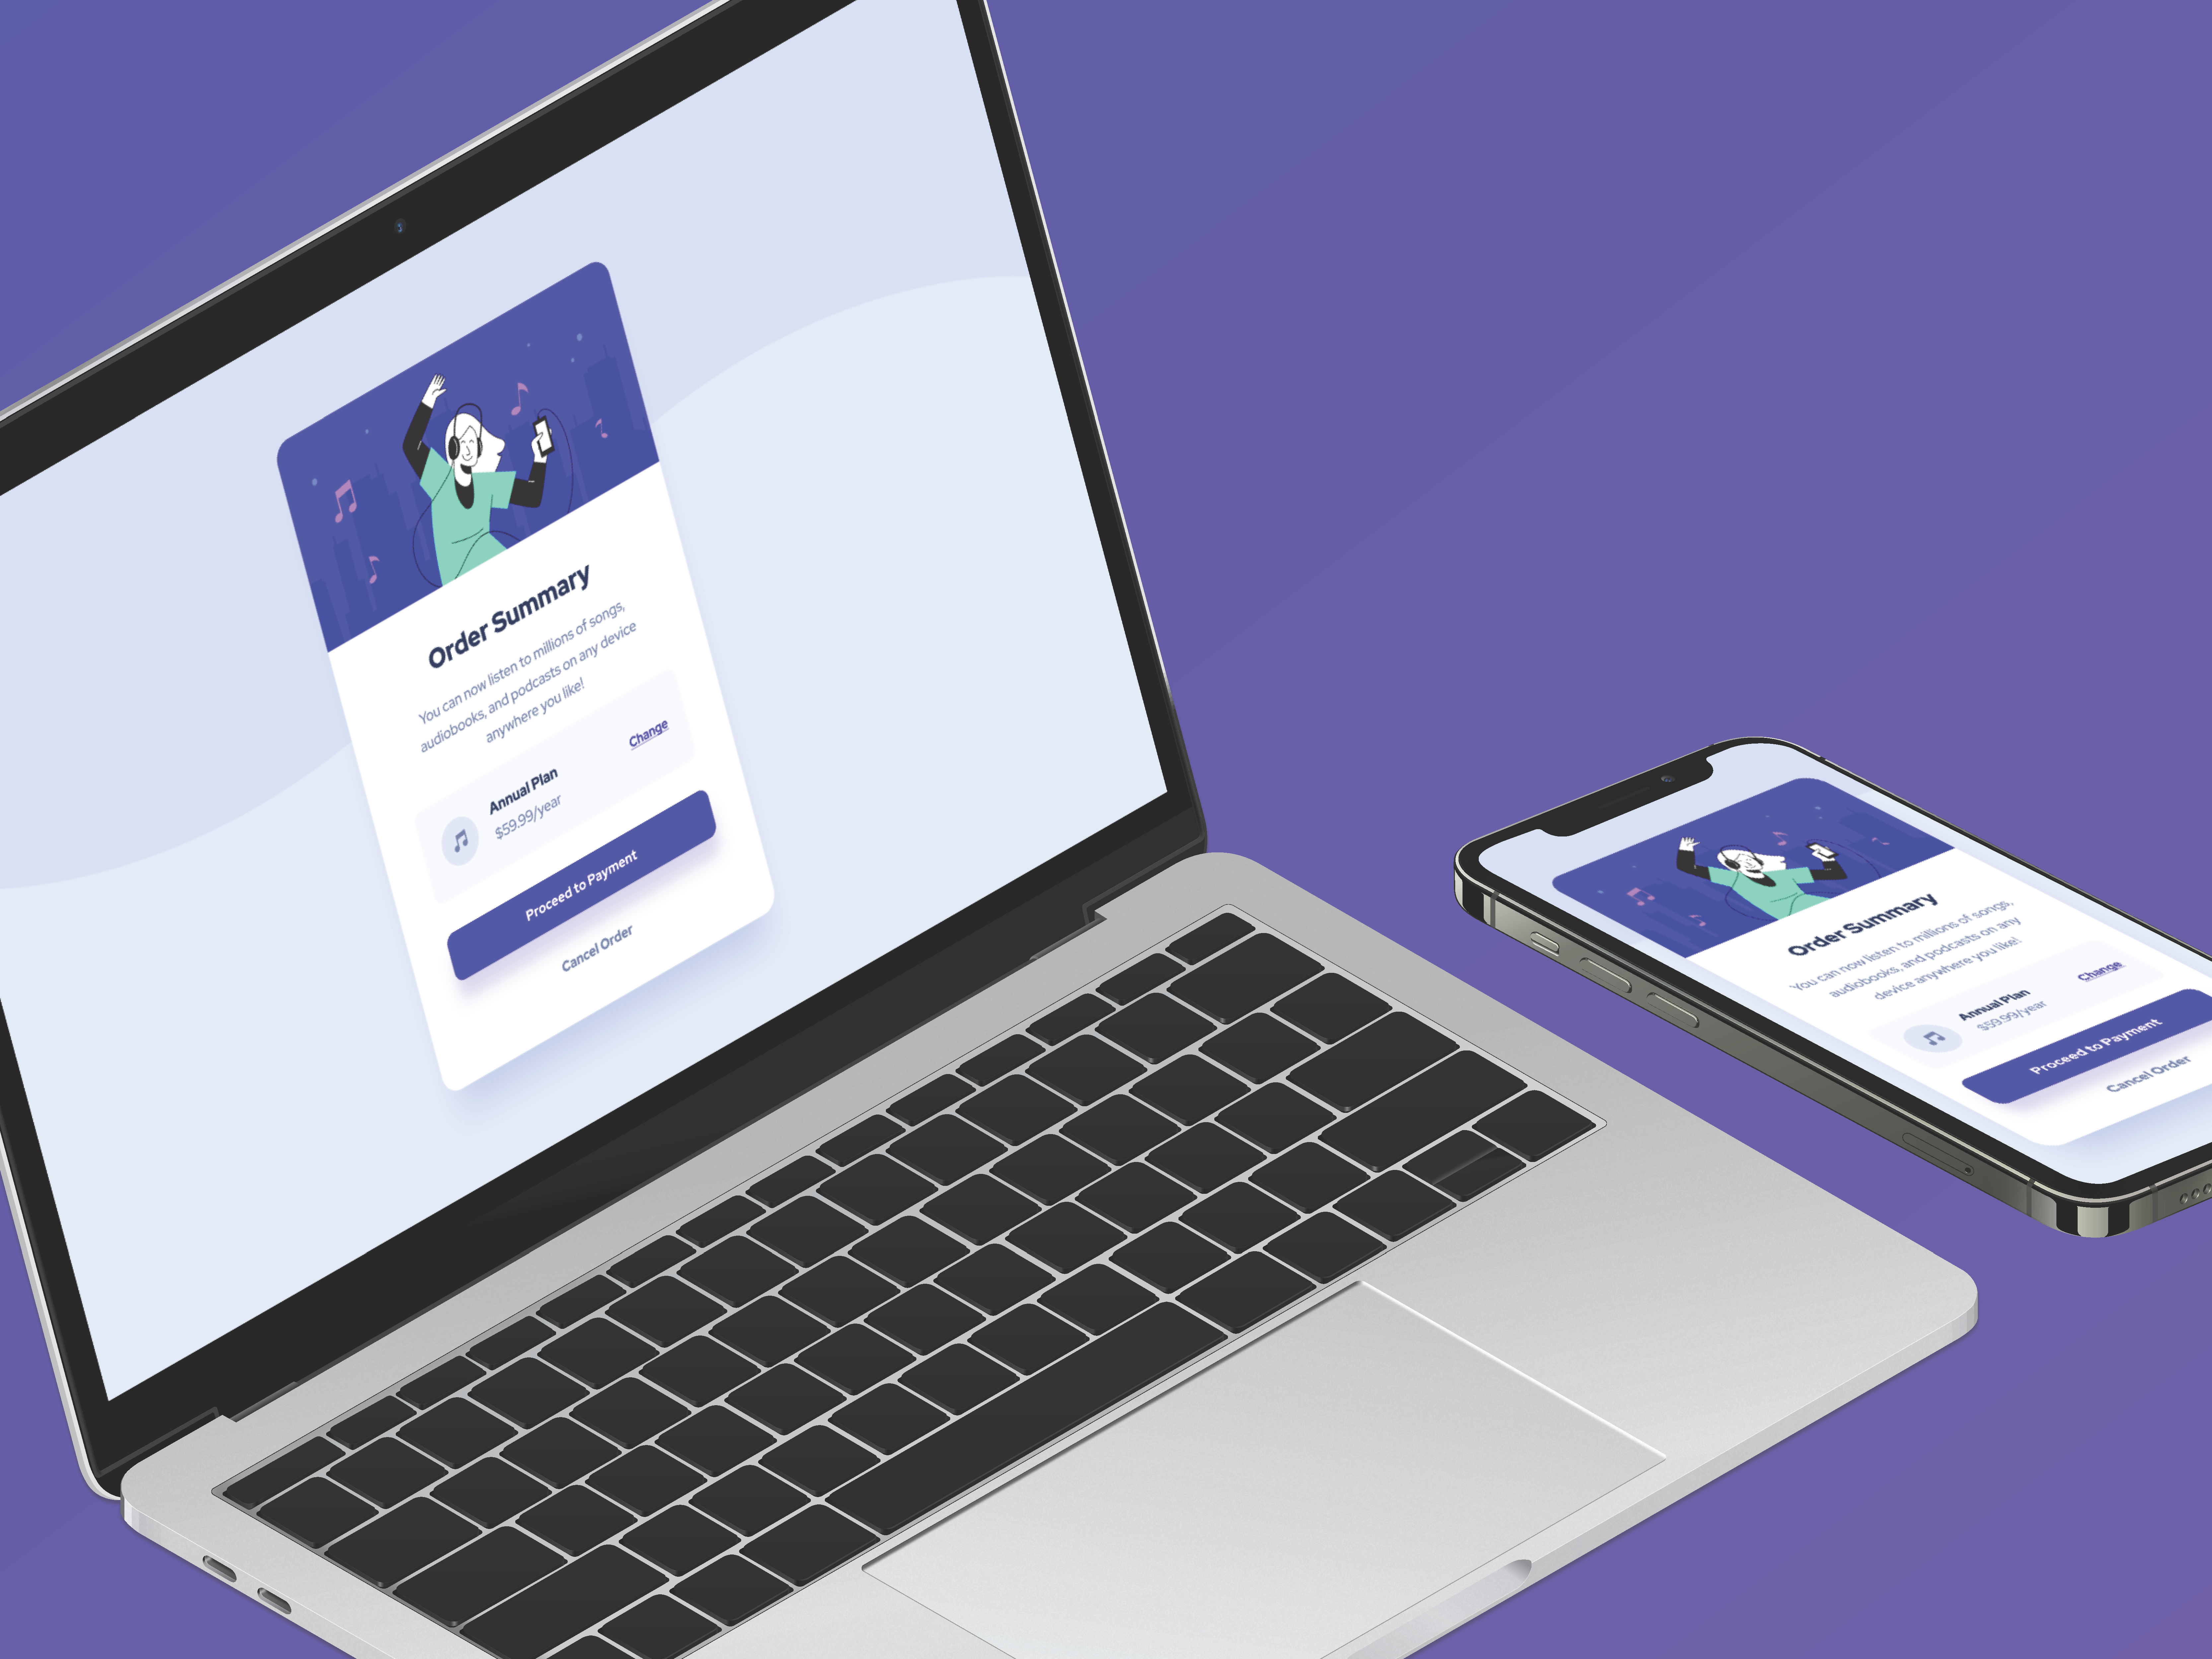 Order Summary
You can now listen to millions of songs,
audiobooks, and podcasts on any device
anywhere you like!
Annual Plan
$59.99/year
Change
Proceed to Payment
Cancel Order
Order Summary
You can now listen to millions of songs,
audiobooks, and podcasts on any
device anywhere you like!
Annual Plan
$59.99/year
Change
Proceed to Payment
Cancel Order